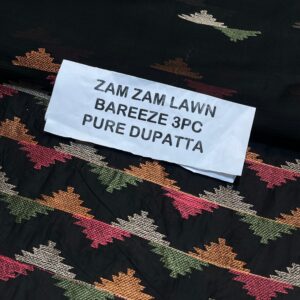 ZAM ZAM LAWN
BAREEZE 3PC
PURE DUPATTA